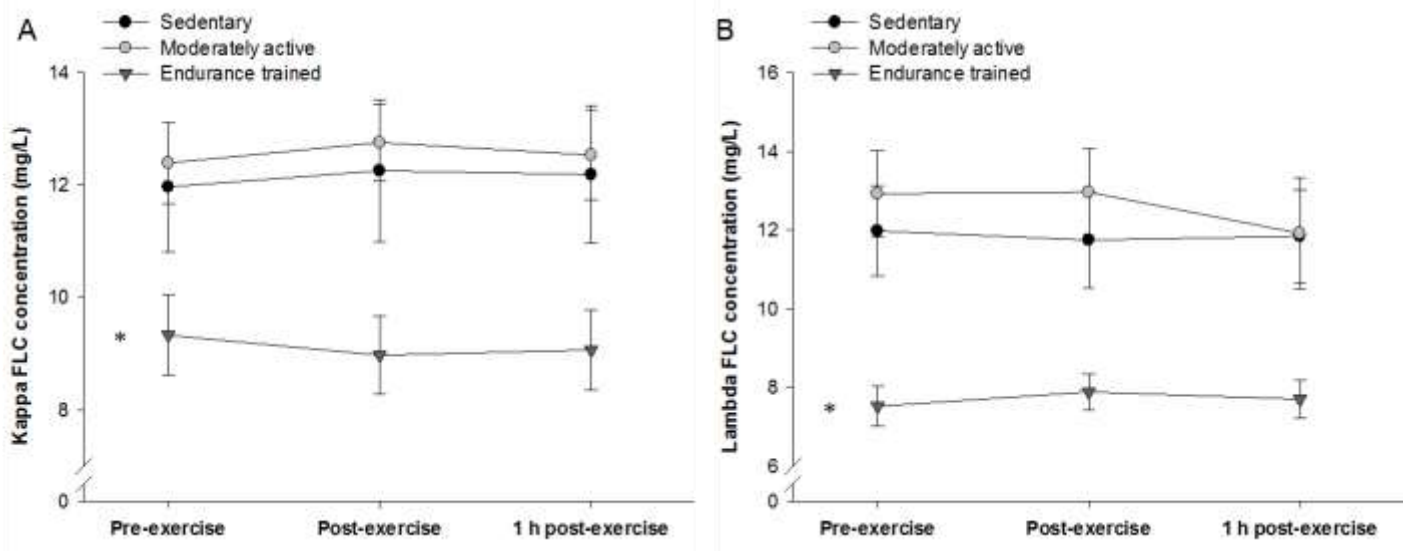 A
Sedentary
Moderately active
Endurance trained
Kappa FLC concentration (mg/L)
14
12
10
8
0
*
Pre-exercise Post-exercise 1 h post-exercise
B
Sedentary
Moderately active
Endurance trained
Lambda FLC concentration (mg/L)
16
14
12
10
8
6
0
*
Pre-exercise Post-exercise 1 h post-exercise